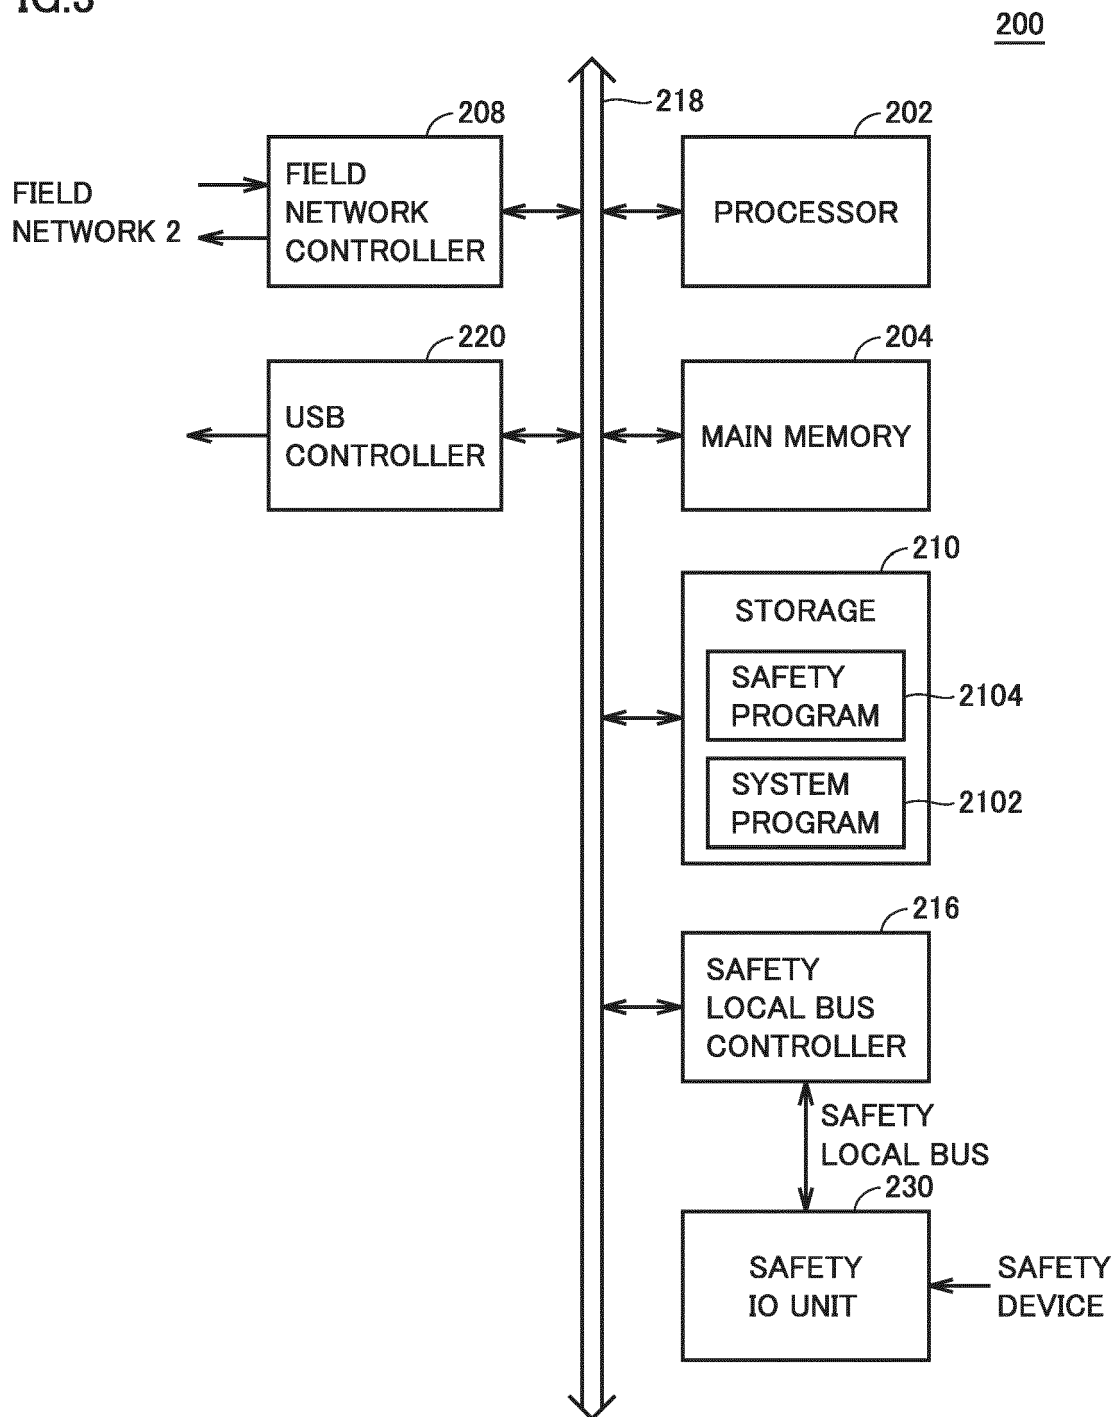 IG.3
200
218
208
FIELD
NETWORK
CONTROLLER
FIELD
NETWORK 2
202
PROCESSOR
220
USB
CONTROLLER
204
MAIN MEMORY
210
STORAGE
SAFETY
PROGRAM
2104
SYSTEM
PROGRAM
2102
216
SAFETY
LOCAL BUS
CONTROLLER
SAFETY
LOCAL BUS
230
SAFETY
IO UNIT
SAFETY
DEVICE